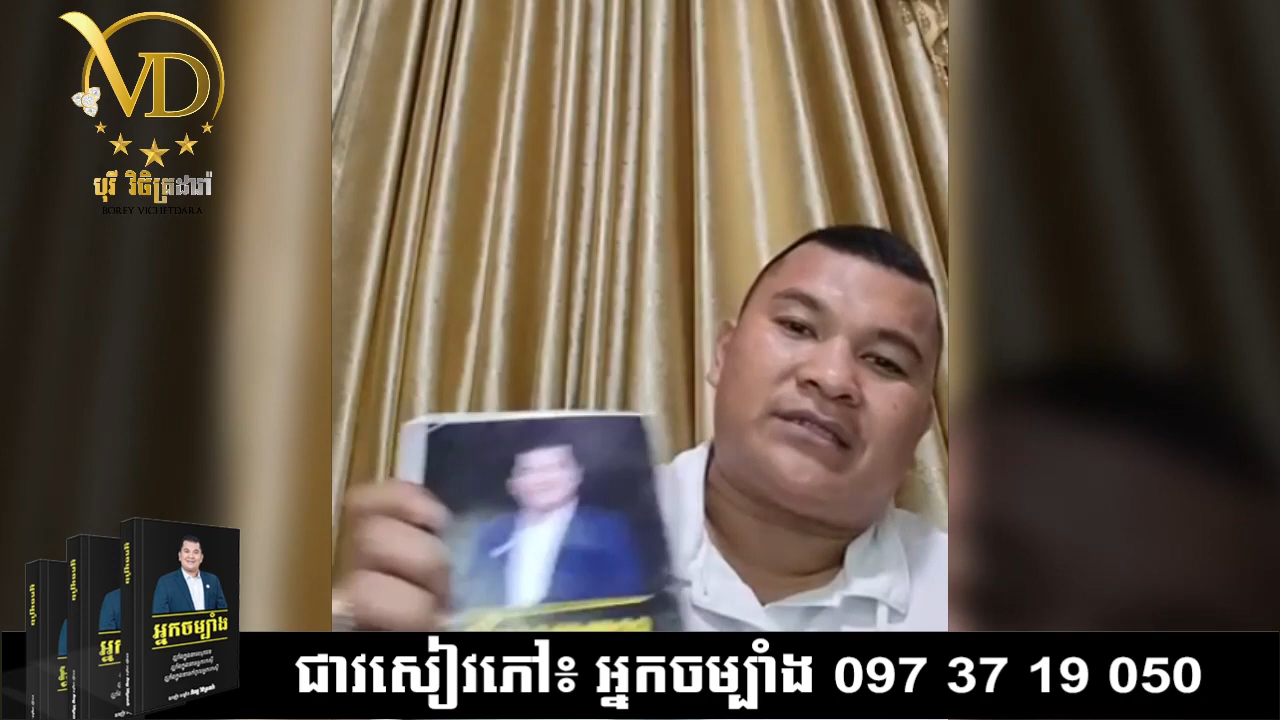 VD
បុរី វិចិត្រដារ៉ា
BOREY VICHETDARA
អ្នកចម្បាំង
ជាវសៀវភៅ៖ អ្នកចម្បាំង 097 37 19 050